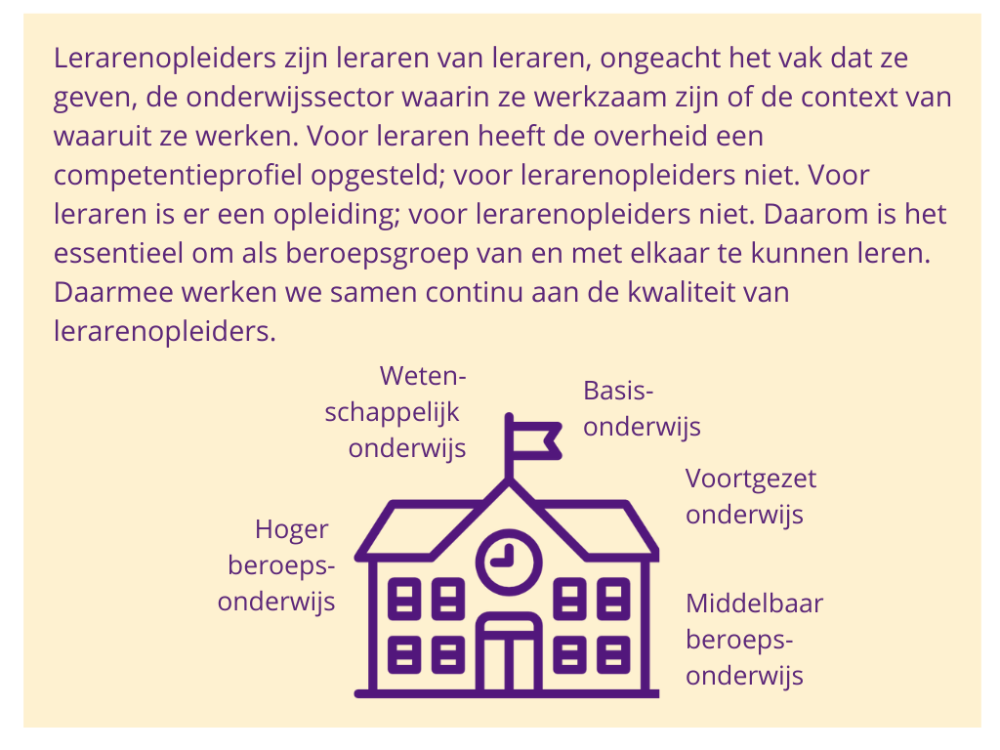 Lerarenopleiders zijn leraren van leraren, ongeacht het vak dat ze
geven, de onderwijssector waarin ze werkzaam zijn of de context van
waaruit ze werken. Voor leraren heeft de overheid een
competentieprofiel opgesteld; voor lerarenopleiders niet. Voor
leraren is er een opleiding; voor lerarenopleiders niet. Daarom is het
essentieel om als beroepsgroep van en met elkaar te kunnen leren.
Daarmee werken we samen continu aan de kwaliteit van
lerarenopleiders.
Weten-
schappelijk
onderwijs
Basis-
onderwijs
Voortgezet
onderwijs
Hoger
beroeps-
onderwijs
Middelbaar
beroeps-
onderwijs